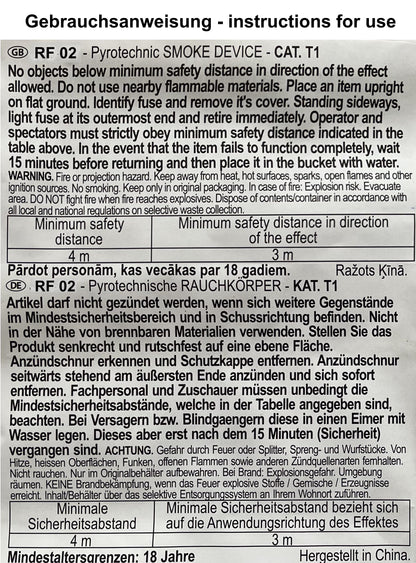 Gebrauchsanweisung - instructions for use
GB RF 02 - Pyrotechnic SMOKE DEVICE - CAT. T1
No objects below minimum safety distance in direction of the effect
allowed. Do not use nearby flammable materials. Place an item upright
on flat ground. Identify fuse and remove it's cover. Standing sideways,
light fuse at its outermost end and retire immediately. Operator and
spectators must strictly obey minimum safety distance indicated in the
table above. In the event that the item fails to function completely, wait
15 minutes before returning and then place it in the bucket with water.
WARNING. Fire or projection hazard. Keep away from heat, hot surfaces, sparks, open flames and other
ignition sources. No smoking. Keep only in original packaging. In case of fire: Explosion risk. Evacuate
area. DO NOT fight fire when fire reaches explosives. Dispose of contents/container in accordance with
all local and national regulations on selective waste collection.
Minimum safety distance | Minimum safety distance in direction of the effect
4 m | 3 m
Pārdot personām, kas vecākas par 18 gadiem. Ražots Ķīnā.
DE RF 02 - Pyrotechnische RAUCHKÖRPER - KAT. T1
Artikel darf nicht gezündet werden, wenn sich weitere Gegenstände
im Mindestsicherheitsbereich und in Schussrichtung befinden. Nicht
in der Nähe von brennbaren Materialien verwenden. Stellen Sie das
Produkt senkrecht und rutschfest auf eine ebene Fläche.
Anzündschnur erkennen und Schutzkappe entfernen. Anzündschnur
seitwärts stehend am äußersten Ende anzünden und sich sofort
entfernen. Fachpersonal und Zuschauer müssen unbedingt die
Mindestsicherheitsabstände, welche in der Tabelle angegeben sind,
beachten. Bei Versagern bzw. Blindgaengern diese in einen Eimer mit
Wasser legen. Dieses aber erst nach dem 15 Minuten (Sicherheit)
vergangen sind. ACHTUNG. Gefahr durch Feuer oder Splitter, Spreng- und Wurfstücke. Von
Hitze, heissen Oberflächen, Funken, offenen Flammen sowie anderen Zündquellenarten fernhalten.
Nicht rauchen. Nur im Originalbehälter aufbewahren. Bei Brand: Explosionsgefahr. Umgebung
räumen. KEINE Brandbekämpfung, wenn das Feuer explosive Stoffe / Gemische / Erzeugnisse
erreicht. Inhalt/Behälter über das selektive Entsorgungssystem an Ihrem Wohnort zuführen.
Minimale Sicherheitsabstand | Minimale Sicherheitsabstand bezieht sich auf die Anwendungsrichtung des Effektes
4 m | 3 m
Mindestaltersgrenzen: 18 Jahre Hergestellt in China.